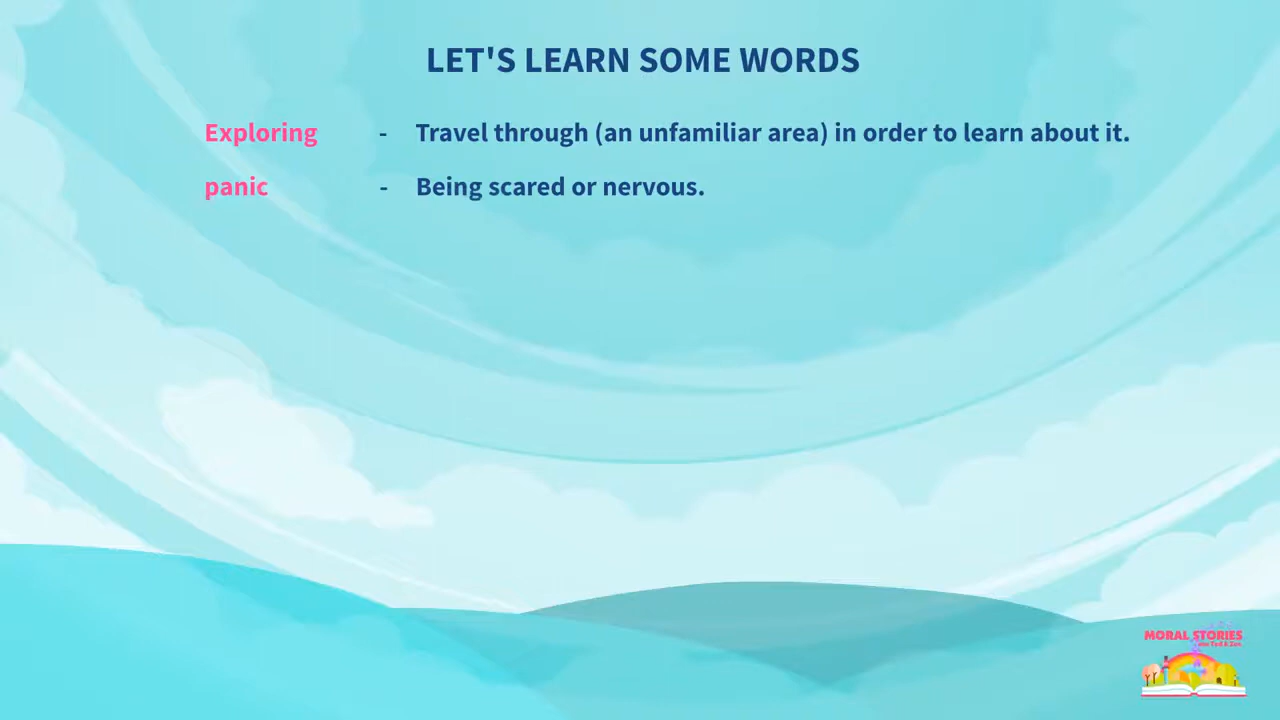 LET'S LEARN SOME WORDS
Exploring - Travel through (an unfamiliar area) in order to learn about it.
panic - Being scared or nervous.
MORAL STORIES